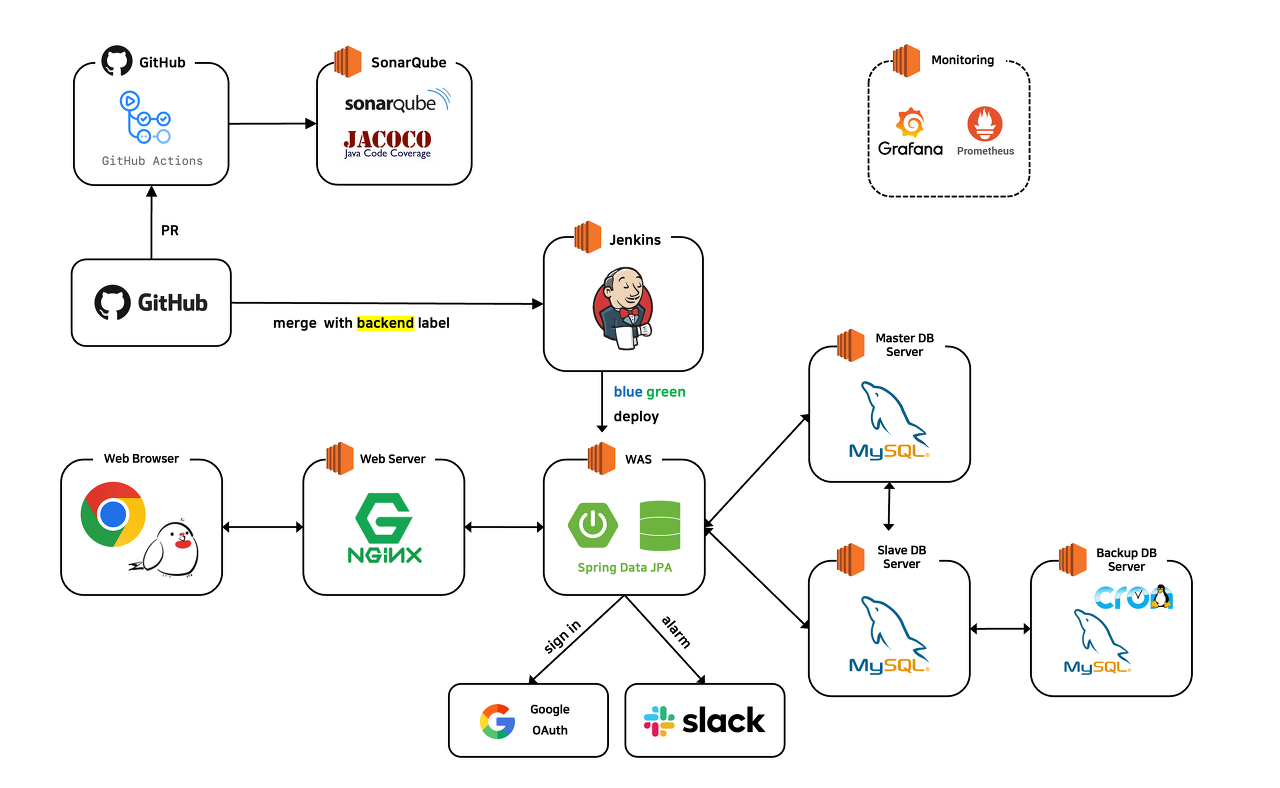 GitHub
GitHub Actions
SonarQube
sonarqube
JACOCO
Java Code Coverage
Monitoring
Grafana
Prometheus
PR
GitHub
merge with backend label
Jenkins
blue green
deploy
Master DB
Server
MySQL®
Web Browser
Web Server
NGiNX
WAS
Spring Data JPA
Slave DB
Server
MySQL®
Backup DB
Server
cron
MySQL®
sign in
alarm
Google
OAuth
slack